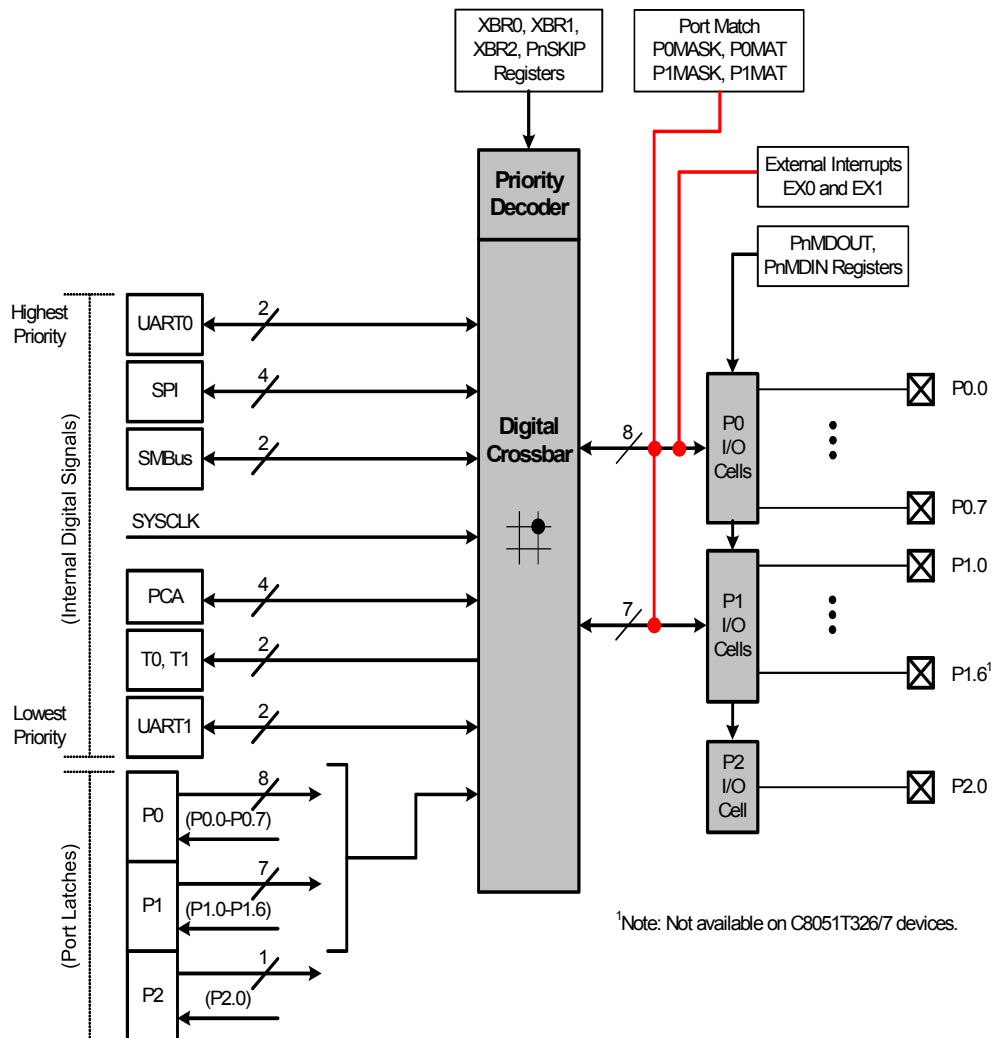 XBR0, XBR1,
XBR2, PnSKIP
Registers
Port Match
P0MASK, P0MAT
P1MASK, P1MAT
External Interrupts
EX0 and EX1
Priority
Decoder
PnMDOUT,
PnMDIN Registers
Highest
Priority
(Internal Digital Signals)
UART0
2
SPI
4
SMBus
2
SYSCLK
PCA
4
T0, T1
2
Lowest
Priority
UART1
2
Digital
Crossbar
8
7
P0
I/O
Cells
P0.0
P0.7
P1
I/O
Cells
P1.0
P1.6¹
P2
I/O
Cell
P2.0
(Port Latches)
P0
8
(P0.0-P0.7)
P1
7
(P1.0-P1.6)
P2
1
(P2.0)
¹Note: Not available on C8051T326/7 devices.